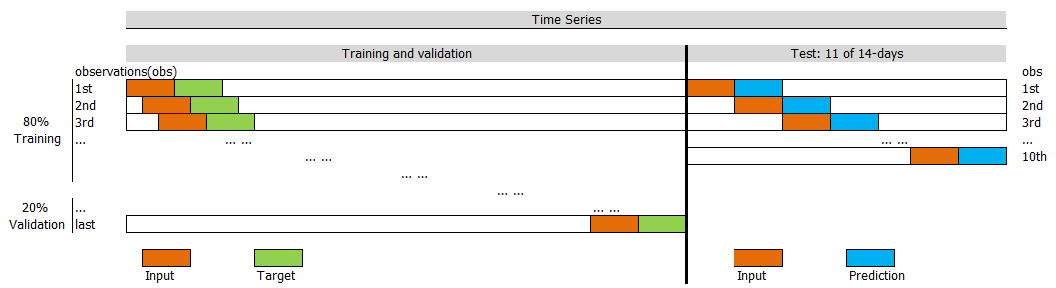 Time Series
Training and validation
Test: 11 of 14-days
observations(obs)
obs
1st
1st
2nd
2nd
80%
Training
3rd
3rd
...
... ...
... ...
...
... ...
10th
... ...
... ...
20%
Validation
...
... ...
last
Input
Target
Input
Prediction